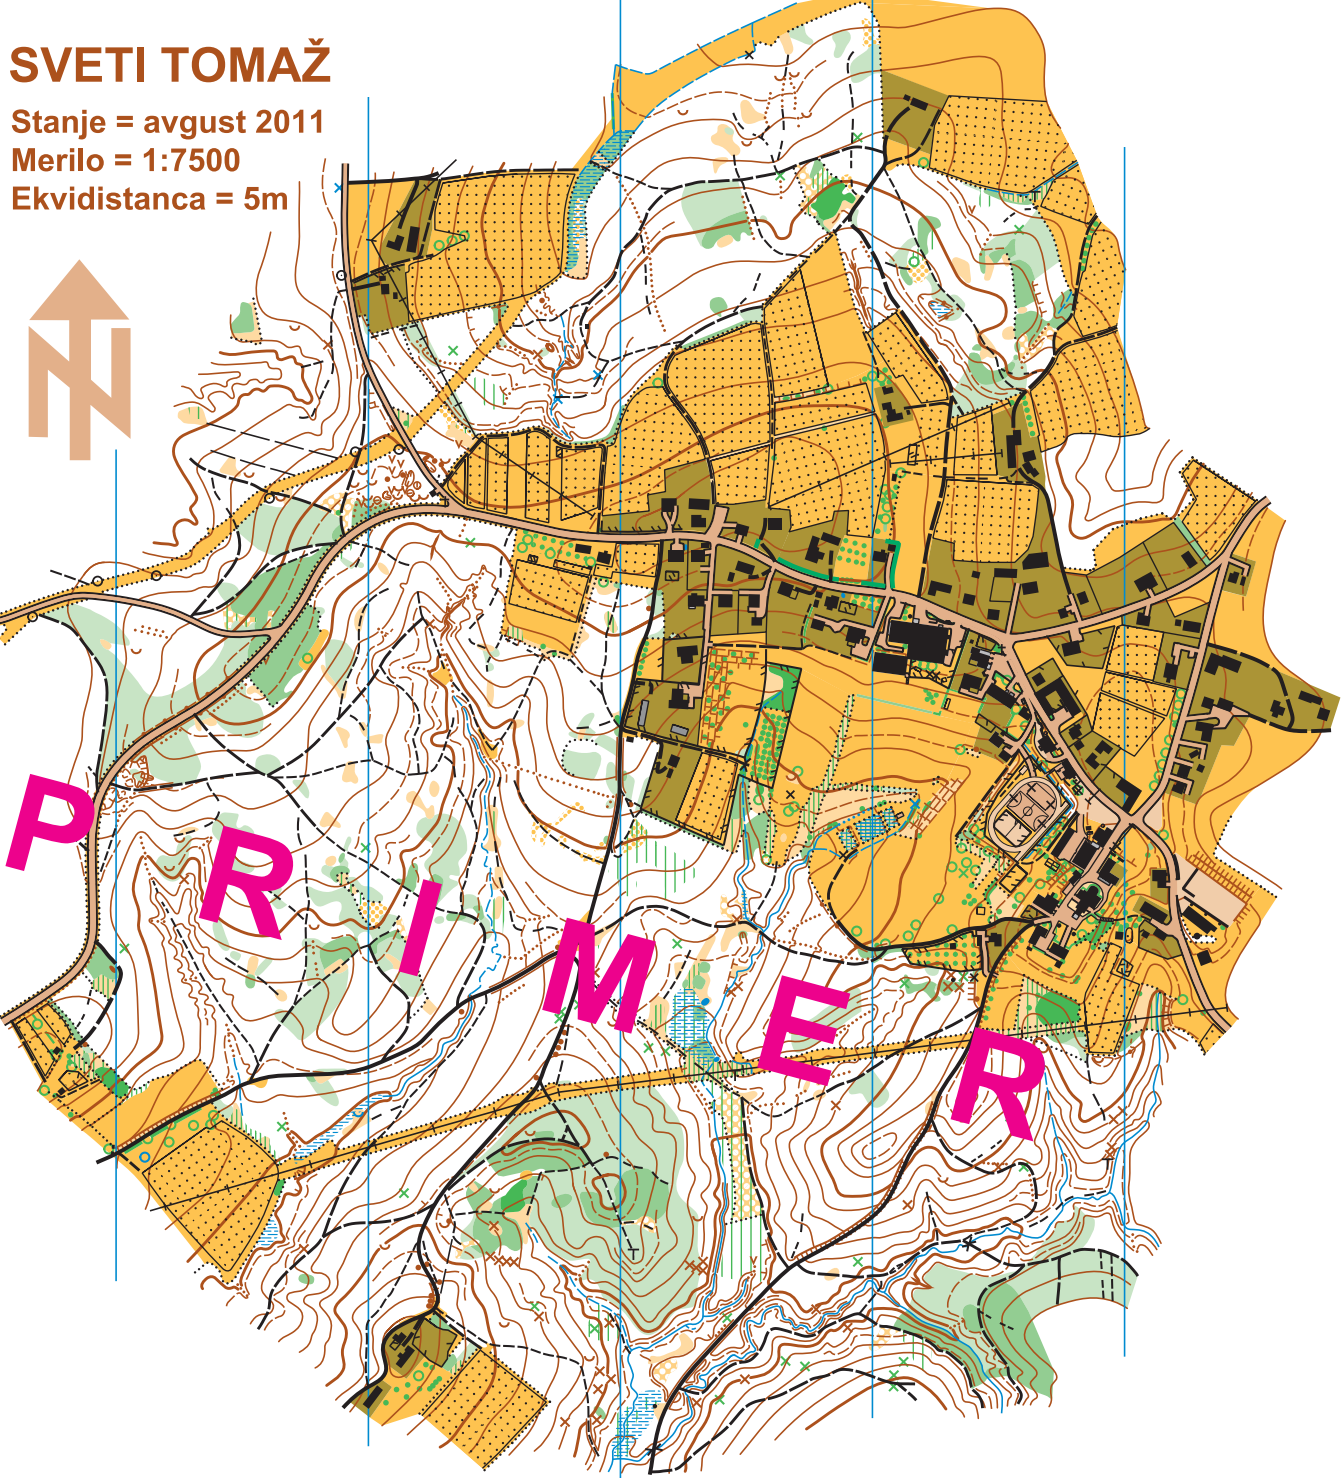 SVETI TOMAŽ
Stanje = avgust 2011
Merilo = 1:7500
Ekvidistanca = 5m
N
PRIMER